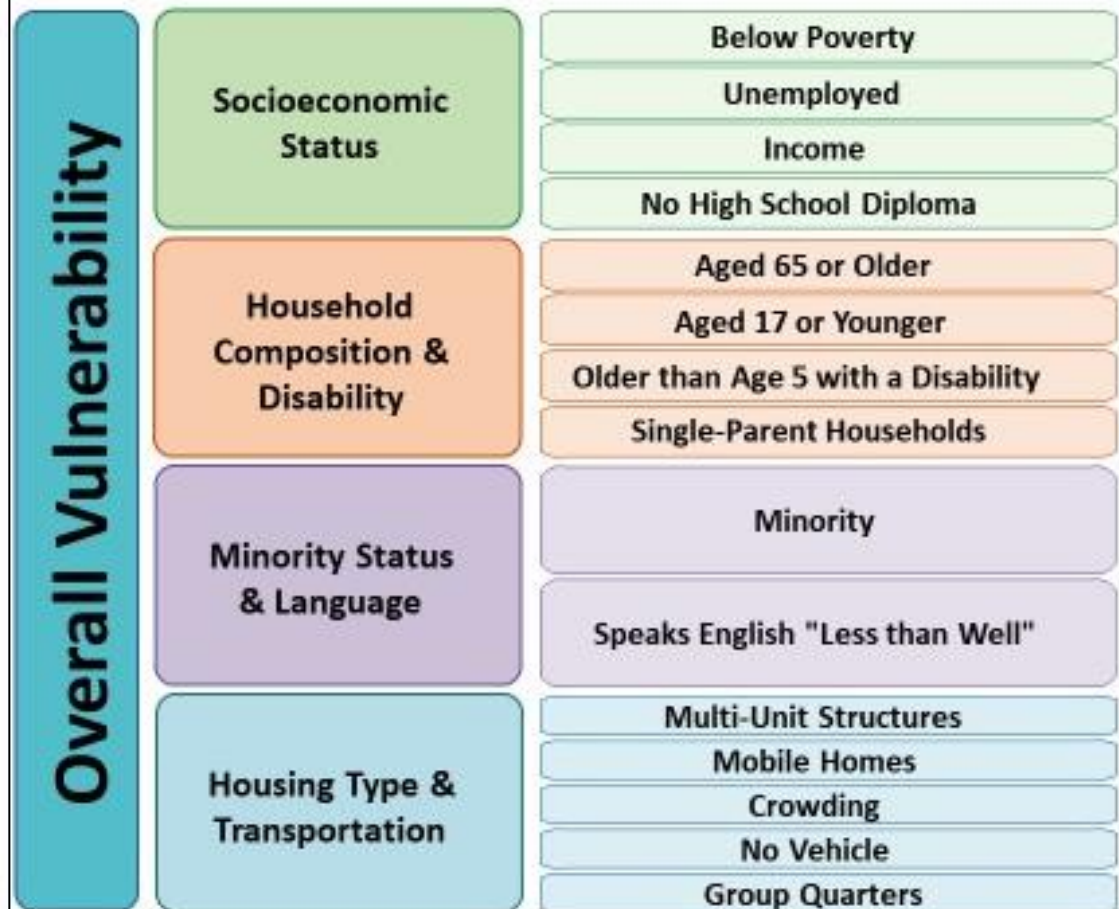 Overall Vulnerability
Socioeconomic
Status
Below Poverty
Unemployed
Income
No High School Diploma
Household
Composition &
Disability
Aged 65 or Older
Aged 17 or Younger
Older than Age 5 with a Disability
Single-Parent Households
Minority Status
& Language
Minority
Speaks English "Less than Well"
Housing Type &
Transportation
Multi-Unit Structures
Mobile Homes
Crowding
No Vehicle
Group Quarters